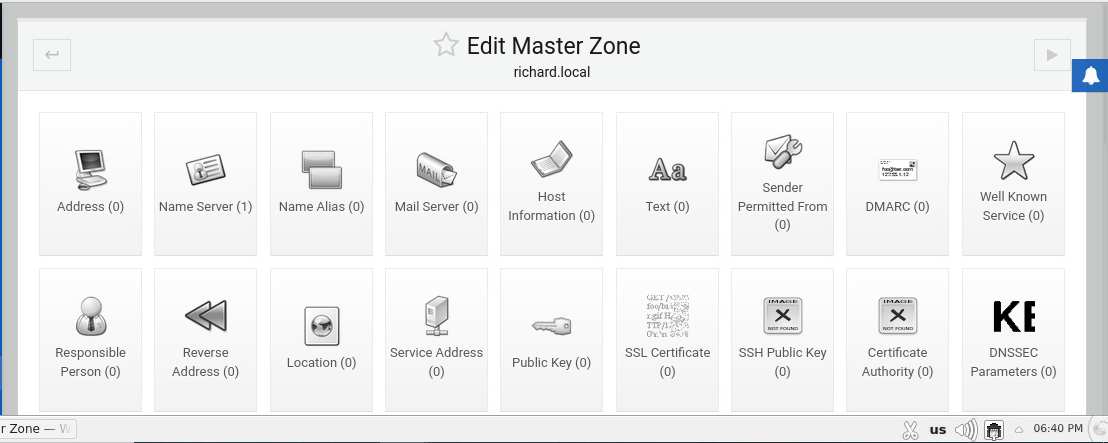 Edit Master Zone
richard.local
MAIL
Aa
Address (0)
Name Server (1)
Name Alias (0)
Mail Server (0)
Host
Information (0)
Text (0)
Sender
Permitted From
(0)
DMARC (0)
Well Known
Service (0)
GET /
IMAGE
NOT FOUND
IMAGE
NOT FOUND
KE
Responsible
Person (0)
Reverse
Address (0)
Location (0)
Service Address
(0)
Public Key (0)
SSL Certificate
(0)
SSH Public Key
(0)
Certificate
Authority (0)
DNSSEC
Parameters (0)
r Zone — W
us
06:40 PM